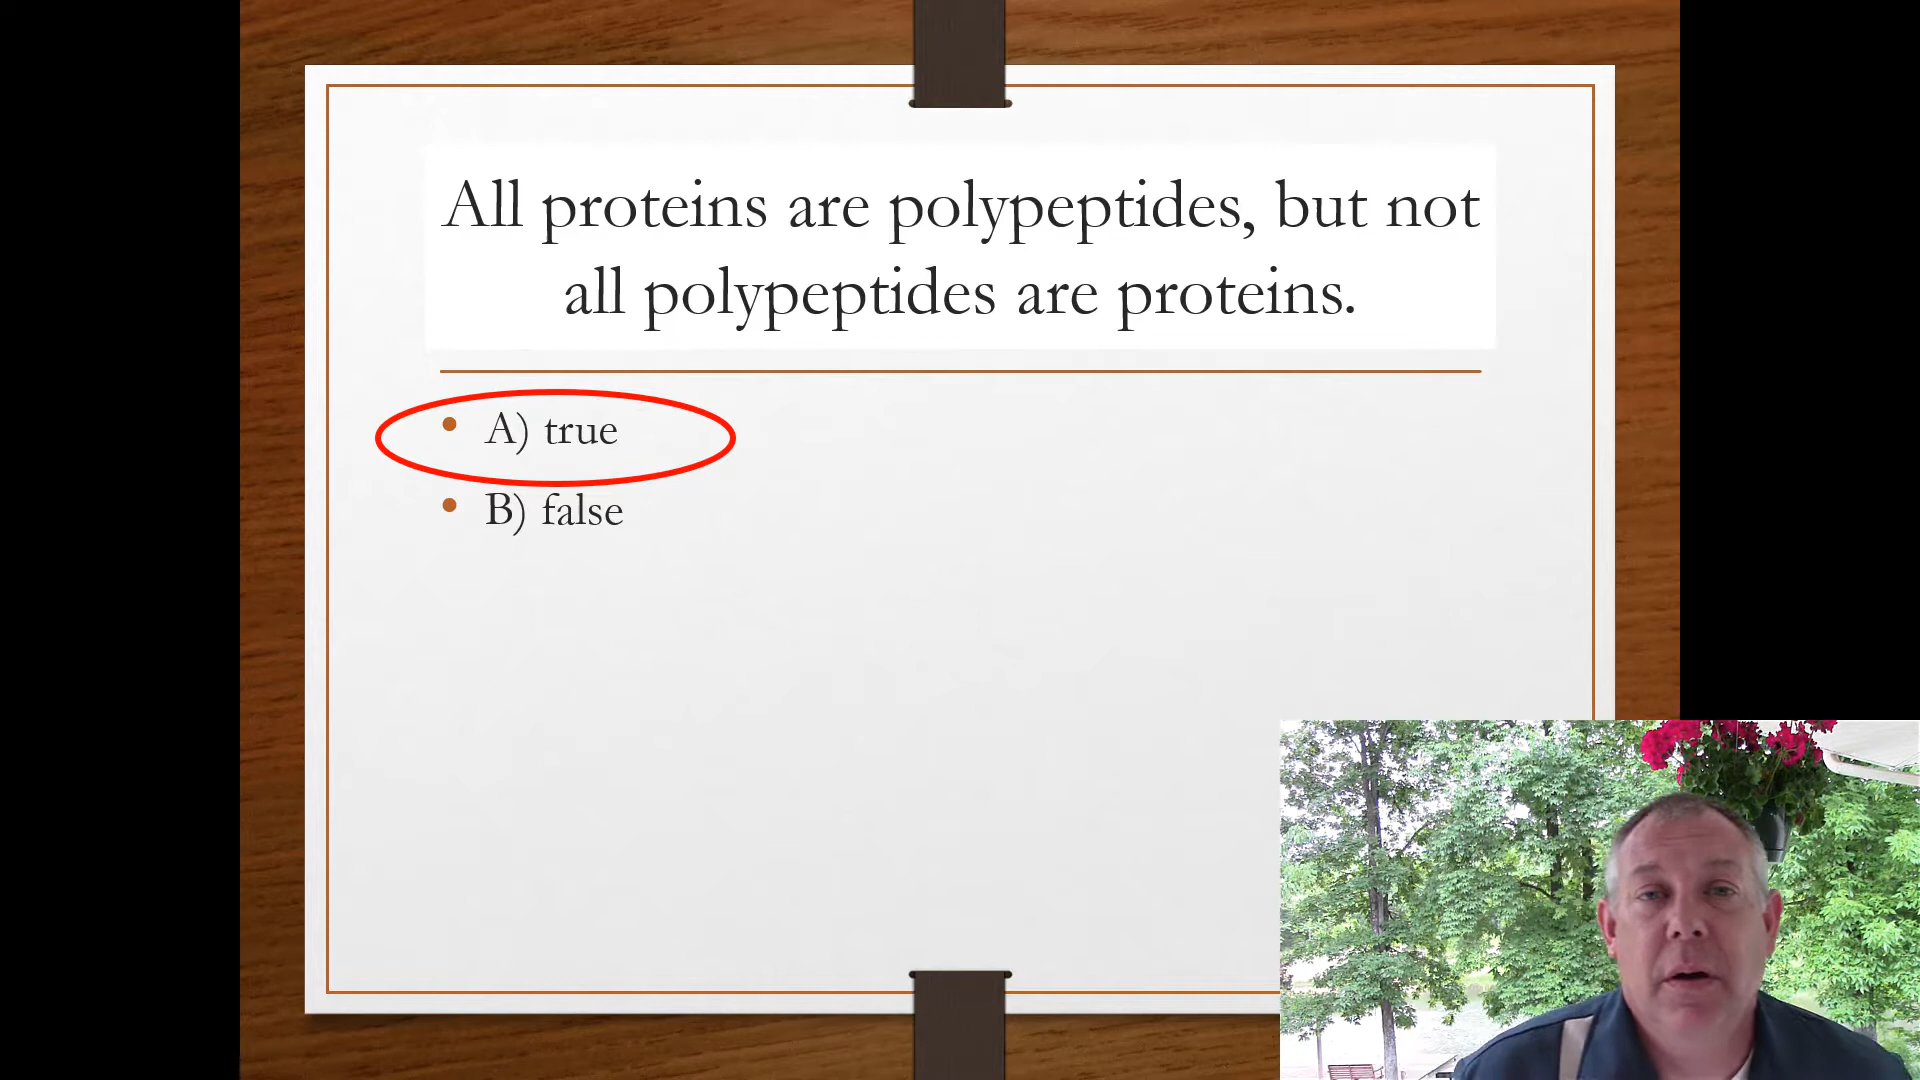 All proteins are polypeptides, but not
all polypeptides are proteins.
• A) true
• B) false